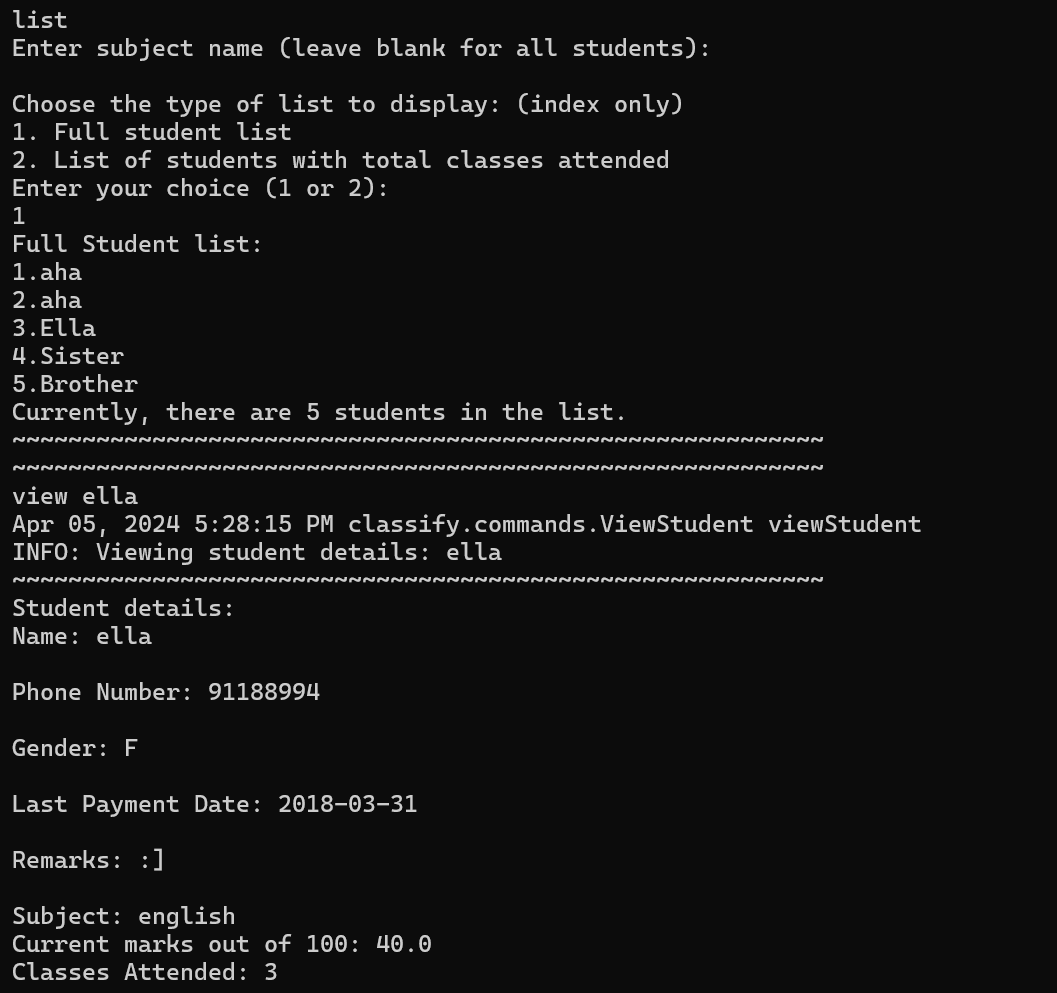 list
Enter subject name (leave blank for all students):
Choose the type of list to display: (index only)
1. Full student list
2. List of students with total classes attended
Enter your choice (1 or 2):
1
Full Student list:
1.aha
2.aha
3.Ella
4.Sister
5.Brother
Currently, there are 5 students in the list.
~~~~~~~~~~~~~~~~~~~~~~~~~~~~~~~~~~~~~~~~~~~~~~~~~~~~~~~~~~
~~~~~~~~~~~~~~~~~~~~~~~~~~~~~~~~~~~~~~~~~~~~~~~~~~~~~~~~~~
view ella
Apr 05, 2024 5:28:15 PM classify.commands.ViewStudent viewStudent
INFO: Viewing student details: ella
~~~~~~~~~~~~~~~~~~~~~~~~~~~~~~~~~~~~~~~~~~~~~~~~~~~~~~~~~~
Student details:
Name: ella
Phone Number: 91188994
Gender: F
Last Payment Date: 2018-03-31
Remarks: :]
Subject: english
Current marks out of 100: 40.0
Classes Attended: 3